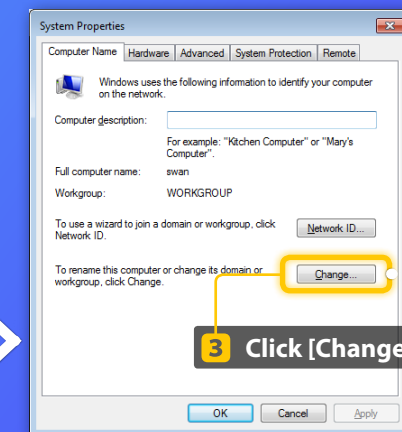 System Properties
Computer Name Hardware Advanced System Protection Remote
Windows uses the following information to identify your computer
on the network.
Computer description:
For example: "Kitchen Computer" or "Mary's
Computer".
Full computer name: swan
Workgroup: WORKGROUP
To use a wizard to join a domain or workgroup, click
Network ID.
Network ID...
To rename this computer or change its domain or
workgroup, click Change.
Change...
3 Click [Change
OK Cancel Apply